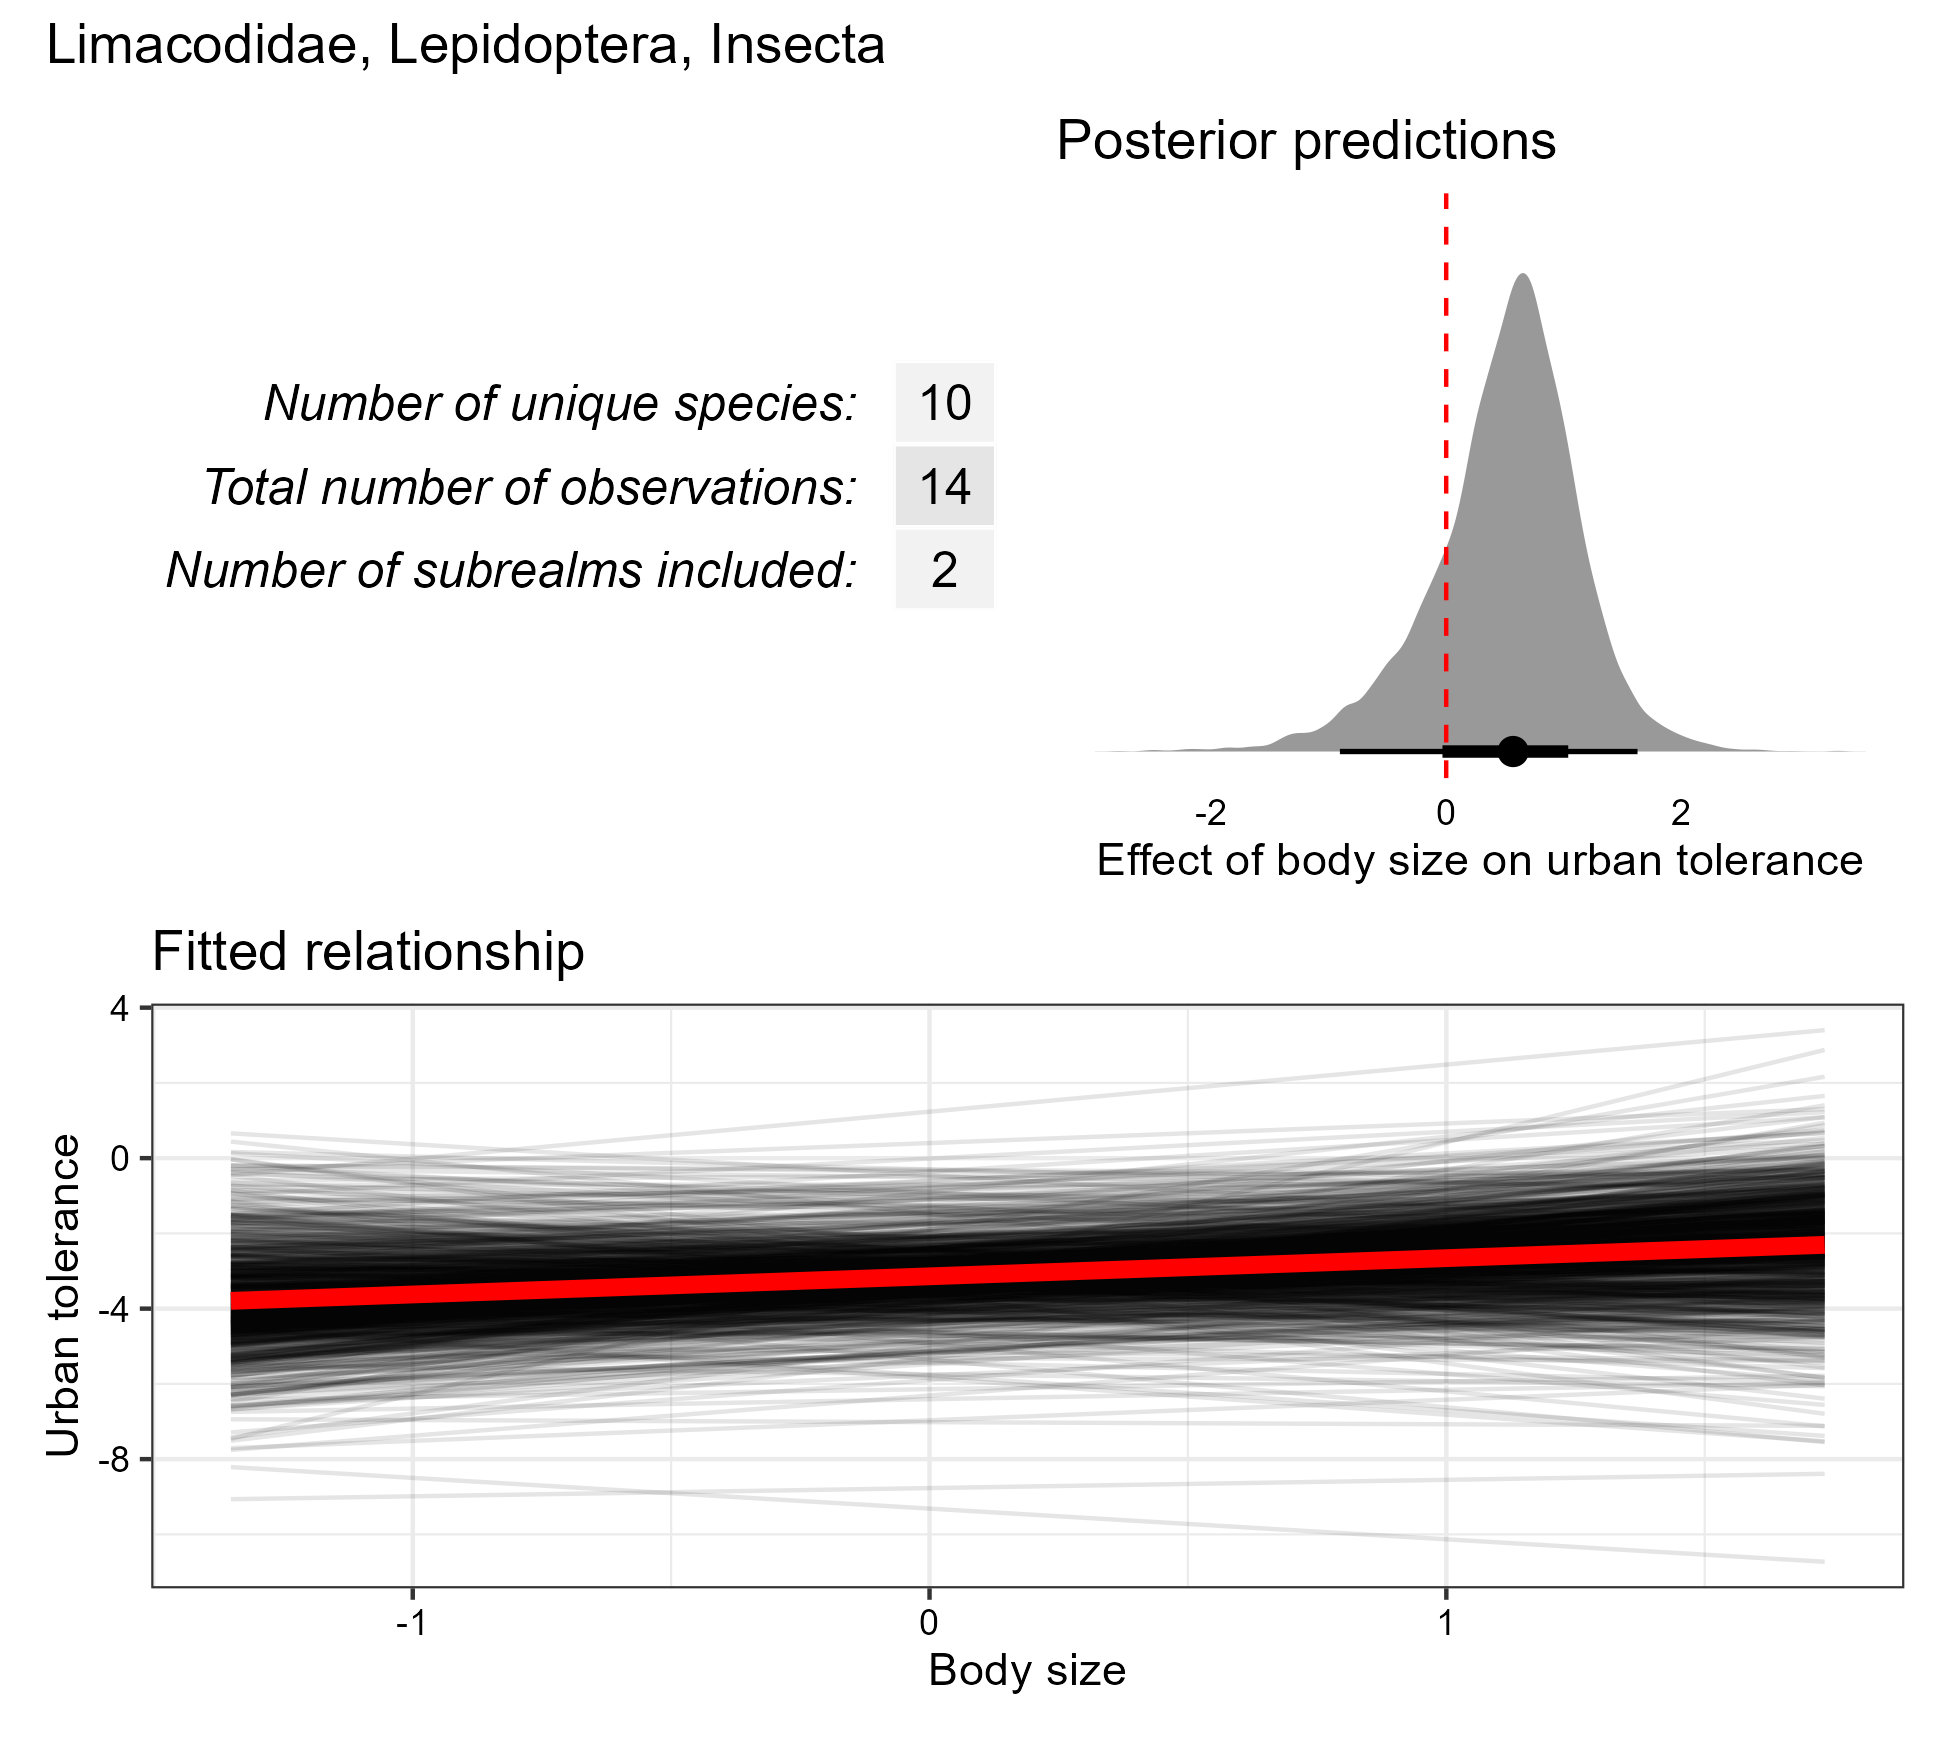 Limacodidae, Lepidoptera, Insecta
Posterior predictions
Number of unique species: 10
Total number of observations: 14
Number of subrealms included: 2
-2 0 2
Effect of body size on urban tolerance
Fitted relationship
4
0
-4
-8
Urban tolerance
-1 0 1
Body size